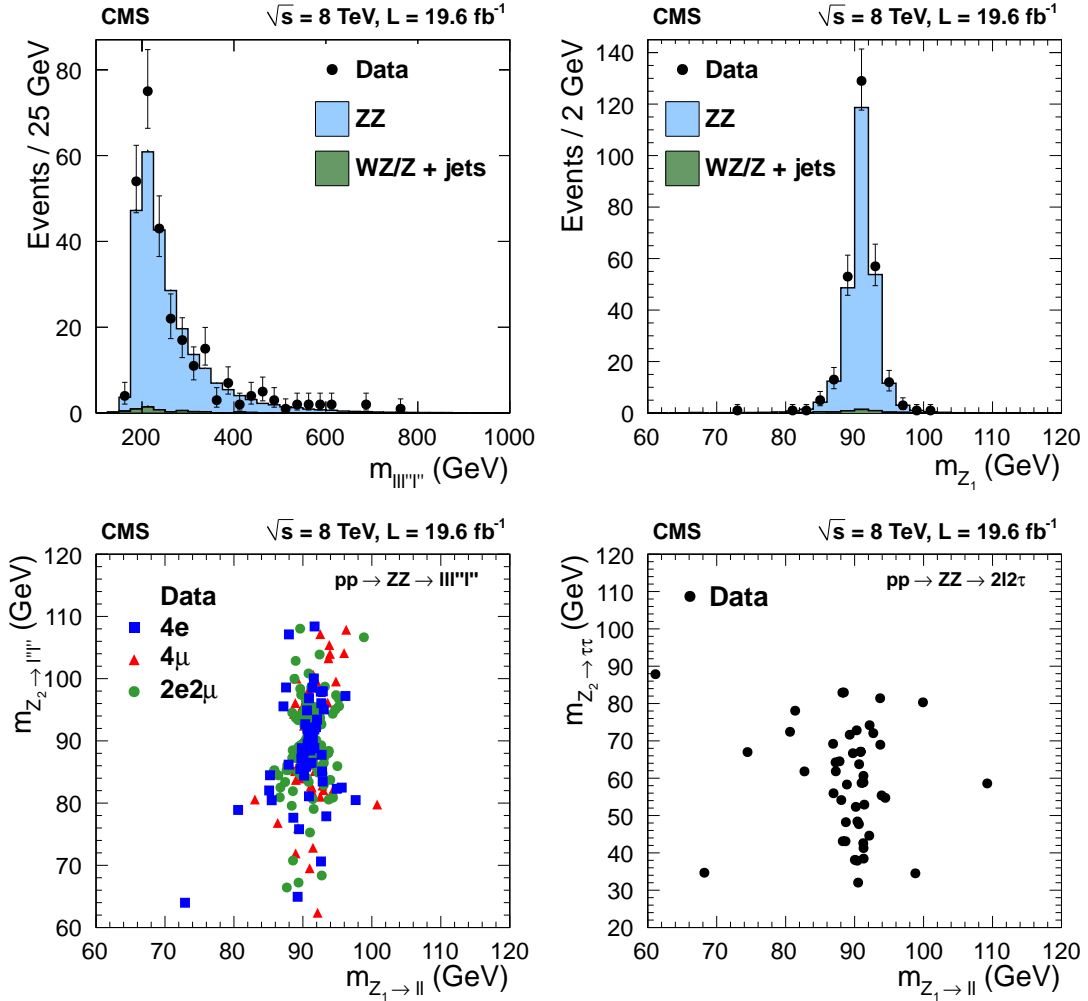 CMS √s = 8 TeV, L = 19.6 fb-1
Events / 25 GeV
80
60
40
20
0
Data
ZZ
WZ/Z + jets
200 400 600 800 1000
m_lll"l" (GeV)
CMS √s = 8 TeV, L = 19.6 fb-1
Events / 2 GeV
140
120
100
80
60
40
20
0
Data
ZZ
WZ/Z + jets
60 70 80 90 100 110 120
m_Z1 (GeV)
CMS √s = 8 TeV, L = 19.6 fb-1
m_Z2 → l"l" (GeV)
120
110
100
90
80
70
60
pp → ZZ → lll"l"
Data
4e
4μ
2e2μ
60 70 80 90 100 110 120
m_Z1 → ll (GeV)
CMS √s = 8 TeV, L = 19.6 fb-1
m_Z2 → ττ (GeV)
120
110
100
90
80
70
60
50
40
30
20
pp → ZZ → 2l2τ
Data
60 70 80 90 100 110 120
m_Z1 → ll (GeV)